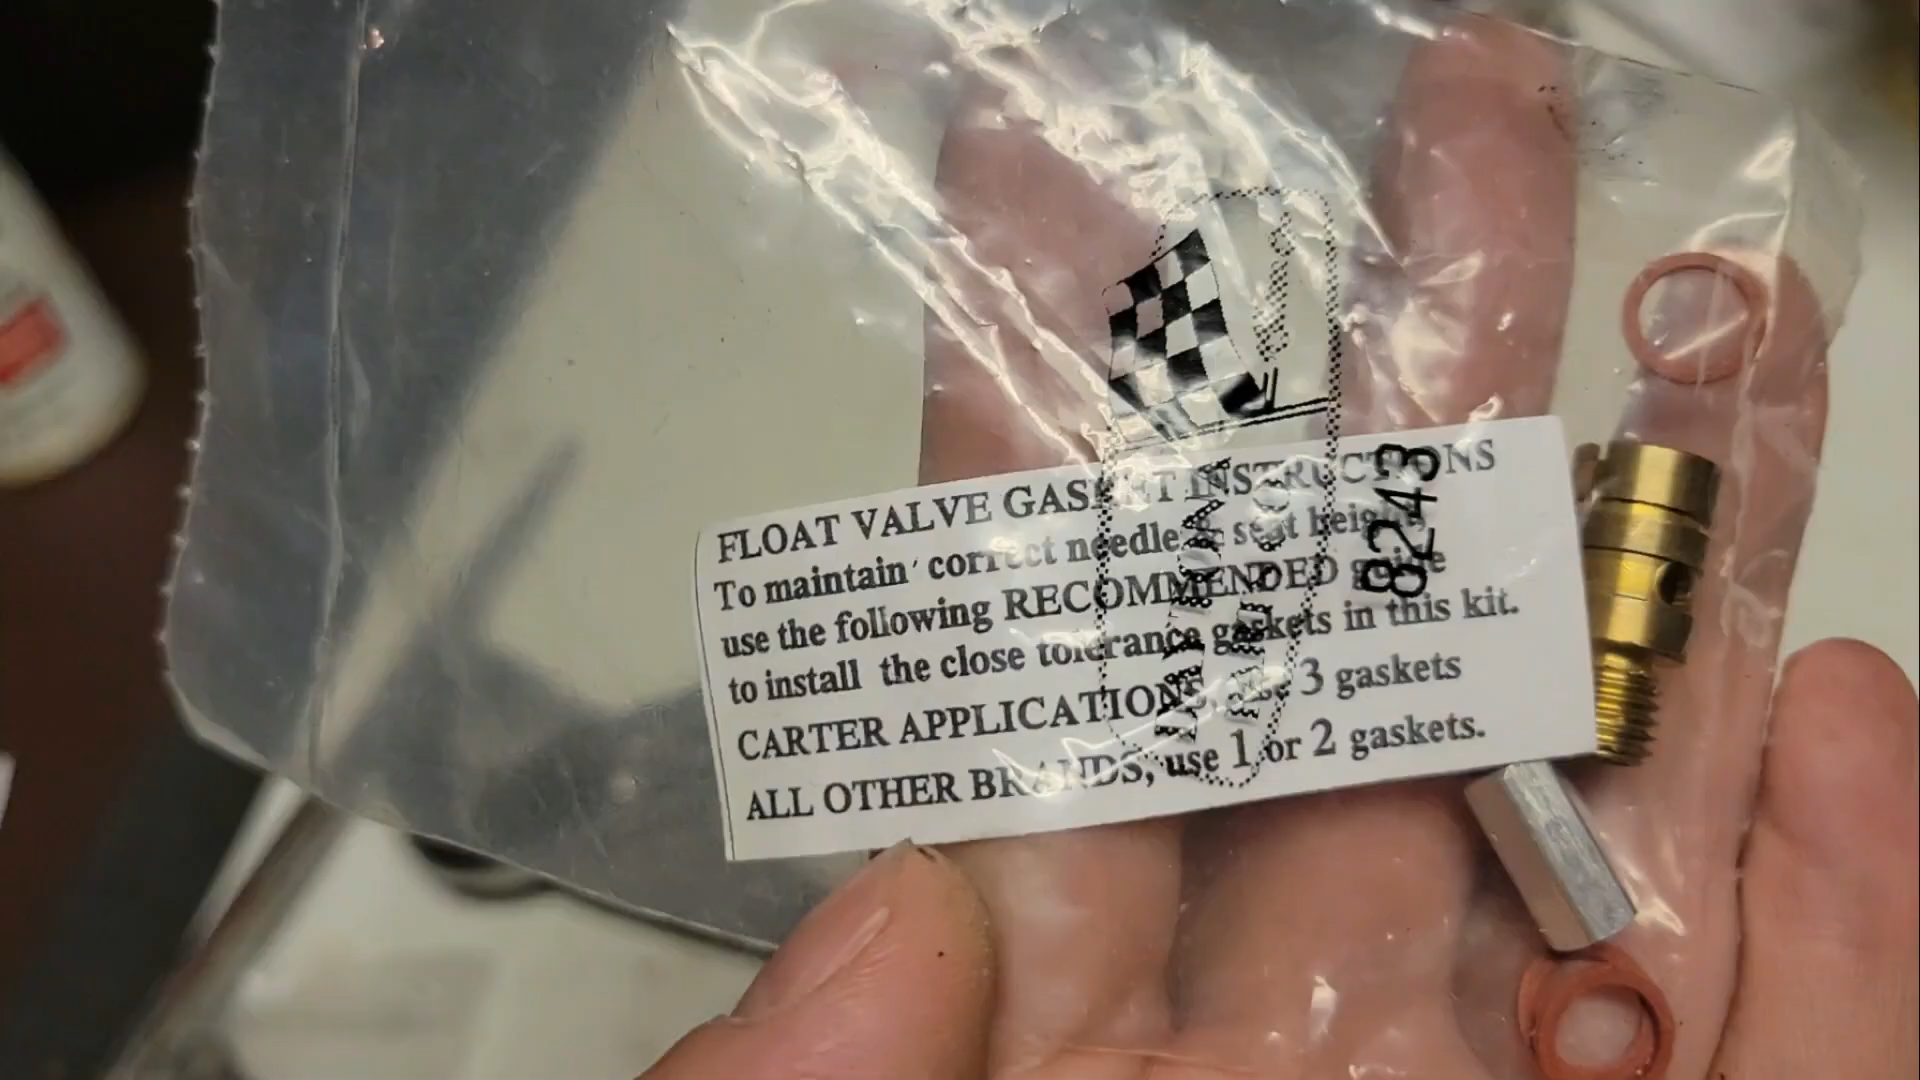 FLOAT VALVE GASKET INSTRUCTIONS
To maintain correct needle & seat height,
use the following RECOMMENDED guide
to install the close tolerance gaskets in this kit.
CARTER APPLICATIONS, use 3 gaskets
ALL OTHER BRANDS, use 1 or 2 gaskets.
8243